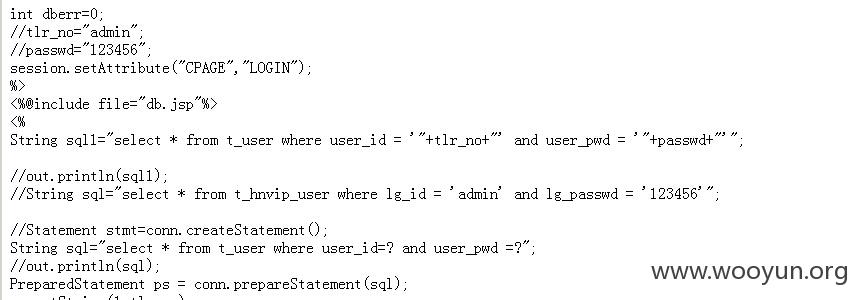 int dberr=0;
//tlr_no="admin";
//passwd="123456";
session.setAttribute("CPAGE","LOGIN");
%>
<%@include file="db.jsp"%>
<%
String sql1="select * from t_user where user_id = '"+tlr_no+"' and user_pwd = '"+passwd+"'";
//out.println(sql1);
//String sql="select * from t_hnvip_user where lg_id = 'admin' and lg_passwd = '123456'";
//Statement stmt=conn.createStatement();
String sql="select * from t_user where user_id=? and user_pwd =?";
//out.println(sql);
PreparedStatement ps = conn.prepareStatement(sql);
www.wooyun.org